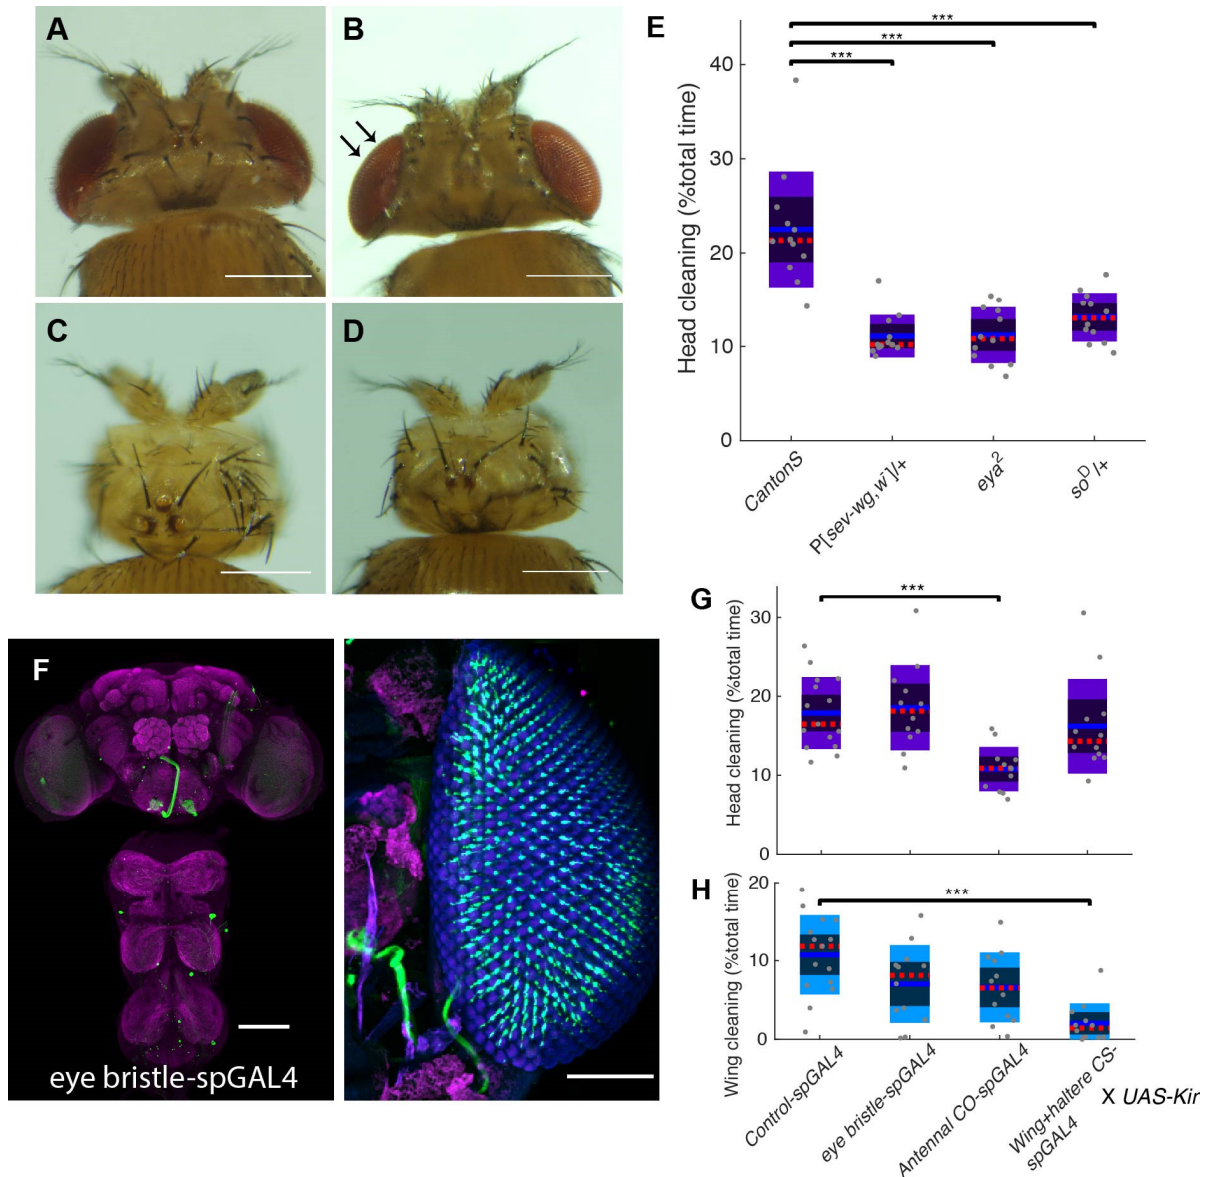 A
B
C
D
E
***
***
***
Head cleaning (%total time)
40
30
20
10
0
CantonS
P[sev-wg,w⁻]/+
eya²
soᴰ/+
F
eye bristle-spGAL4
G
***
Head cleaning (%total time)
30
20
10
0
H
***
Wing cleaning (%total time)
20
10
0
Control-spGAL4
eye bristle-spGAL4
Antennal CO-spGAL4
Wing+haltere CS-
spGAL4
X UAS-Kir